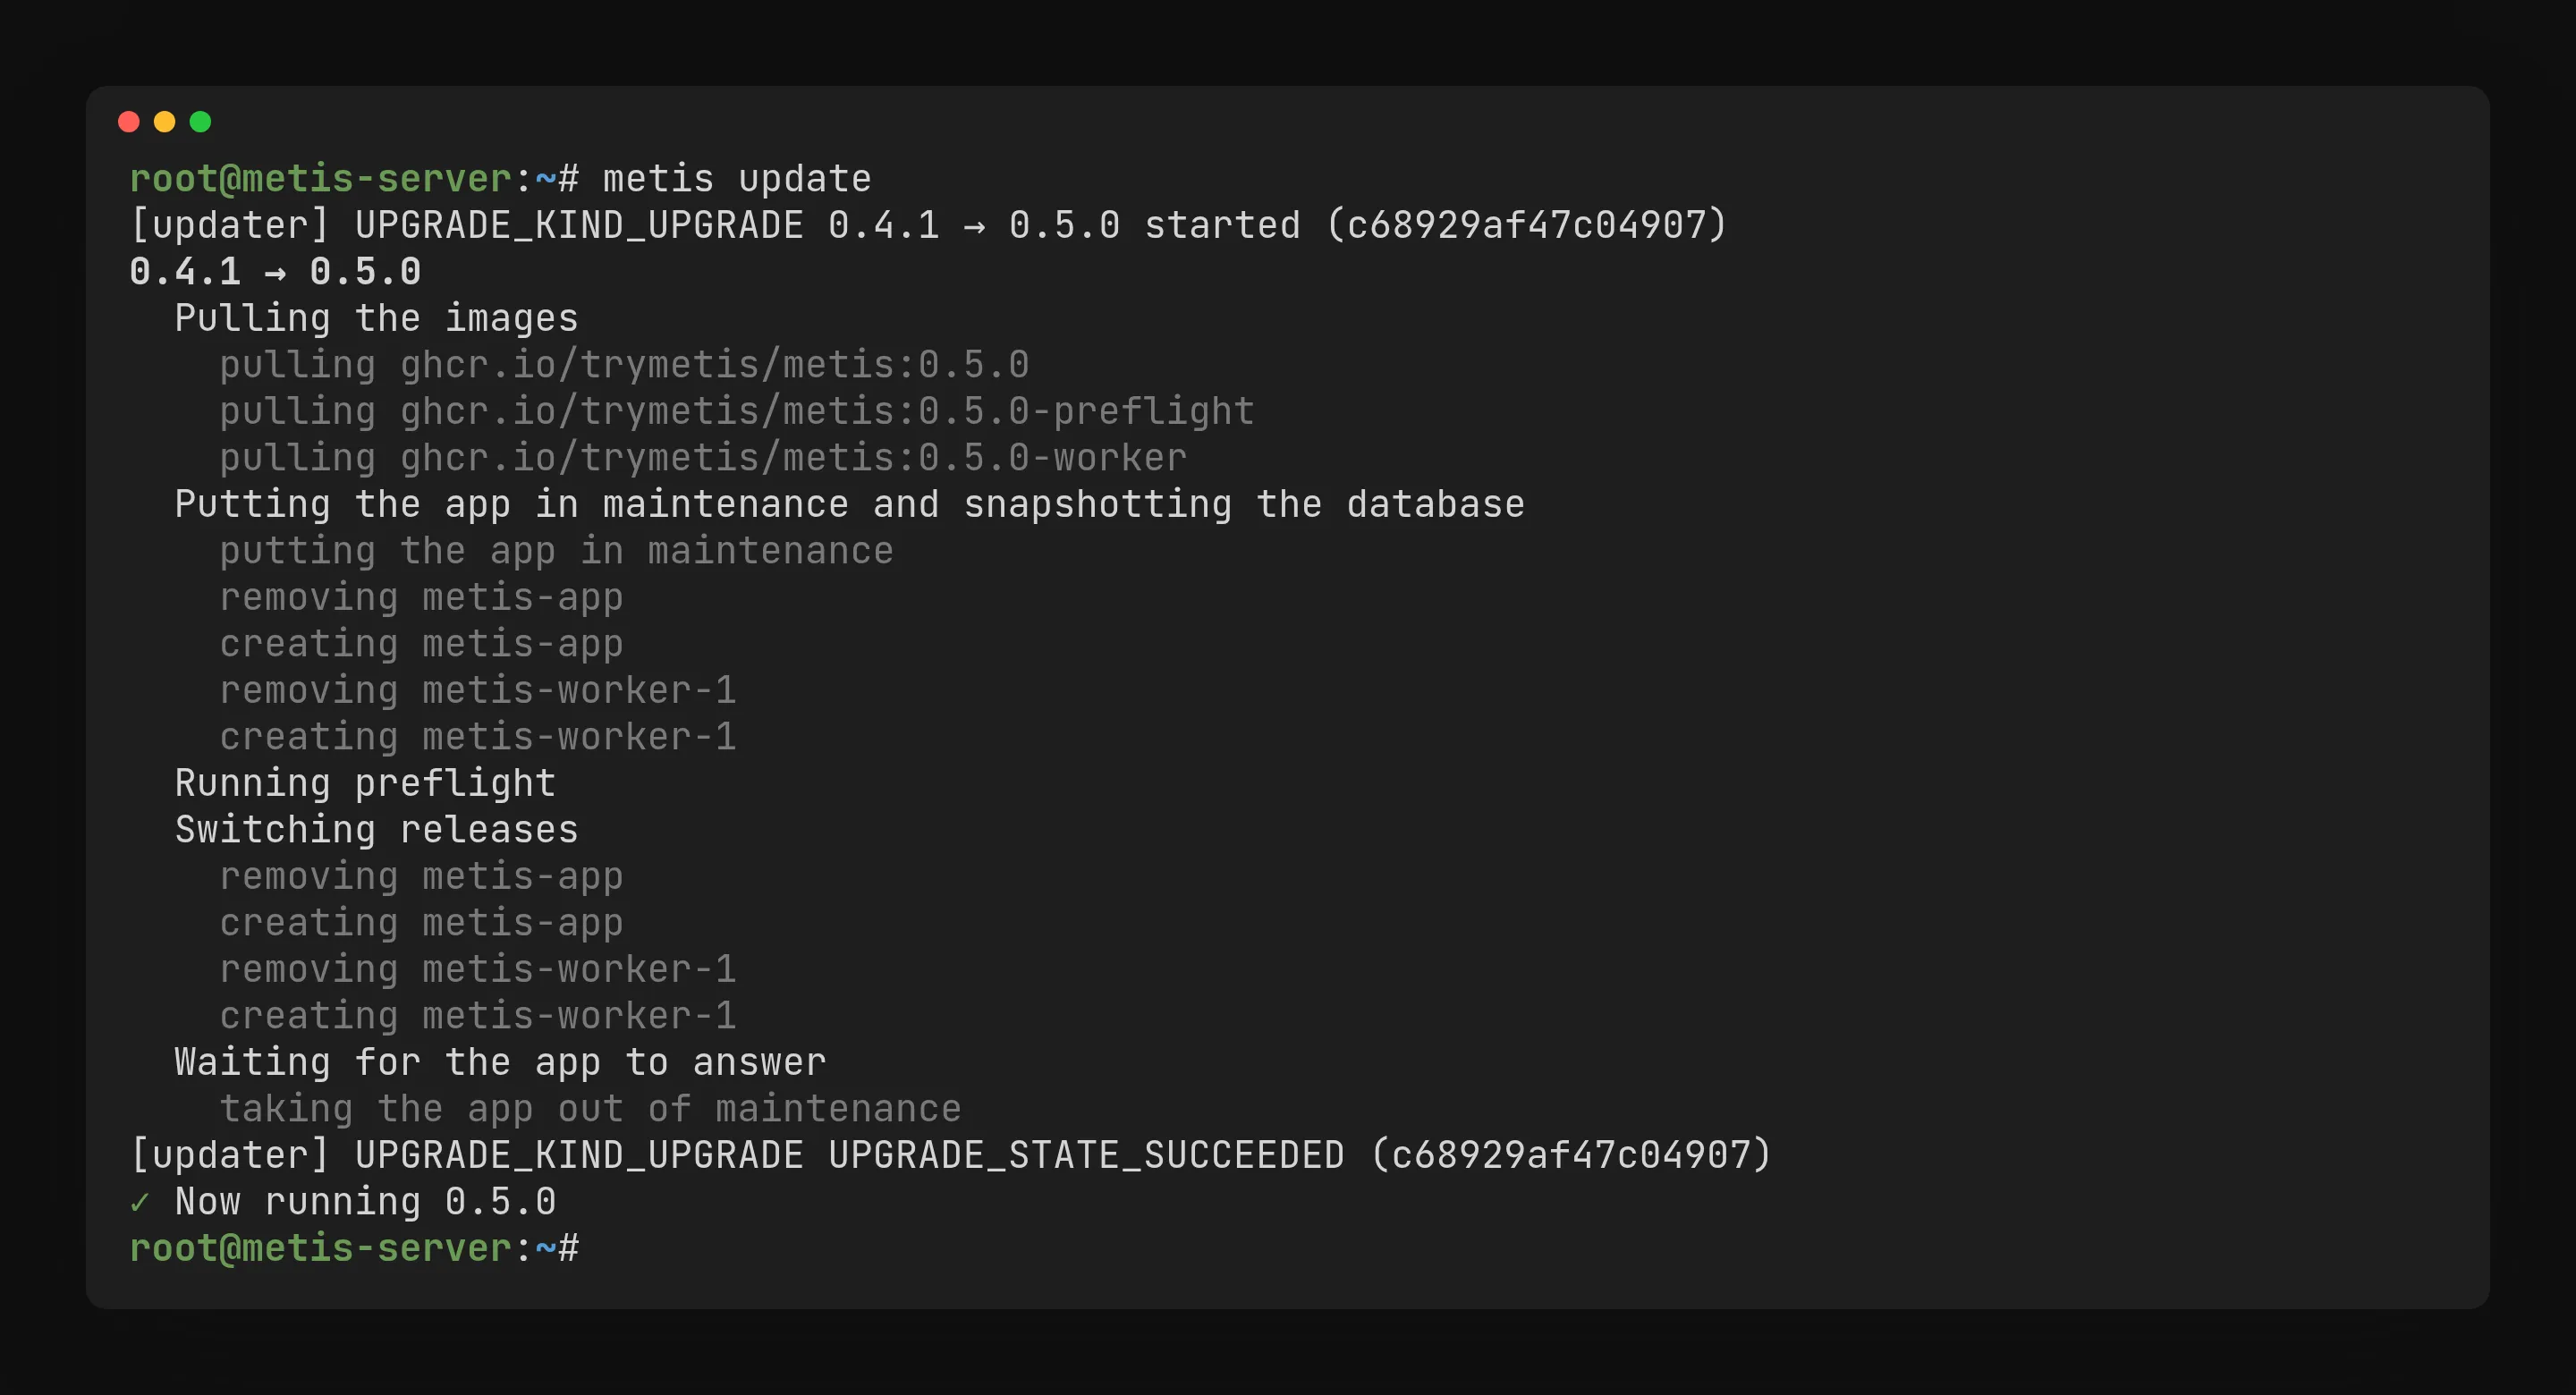 root@metis-server:~# metis update
[updater] UPGRADE_KIND_UPGRADE 0.4.1 → 0.5.0 started (c68929af47c04907)
0.4.1 → 0.5.0
  Pulling the images
    pulling ghcr.io/trymetis/metis:0.5.0
    pulling ghcr.io/trymetis/metis:0.5.0-preflight
    pulling ghcr.io/trymetis/metis:0.5.0-worker
  Putting the app in maintenance and snapshotting the database
    putting the app in maintenance
    removing metis-app
    creating metis-app
    removing metis-worker-1
    creating metis-worker-1
  Running preflight
  Switching releases
    removing metis-app
    creating metis-app
    removing metis-worker-1
    creating metis-worker-1
  Waiting for the app to answer
    taking the app out of maintenance
[updater] UPGRADE_KIND_UPGRADE UPGRADE_STATE_SUCCEEDED (c68929af47c04907)
✓ Now running 0.5.0
root@metis-server:~#